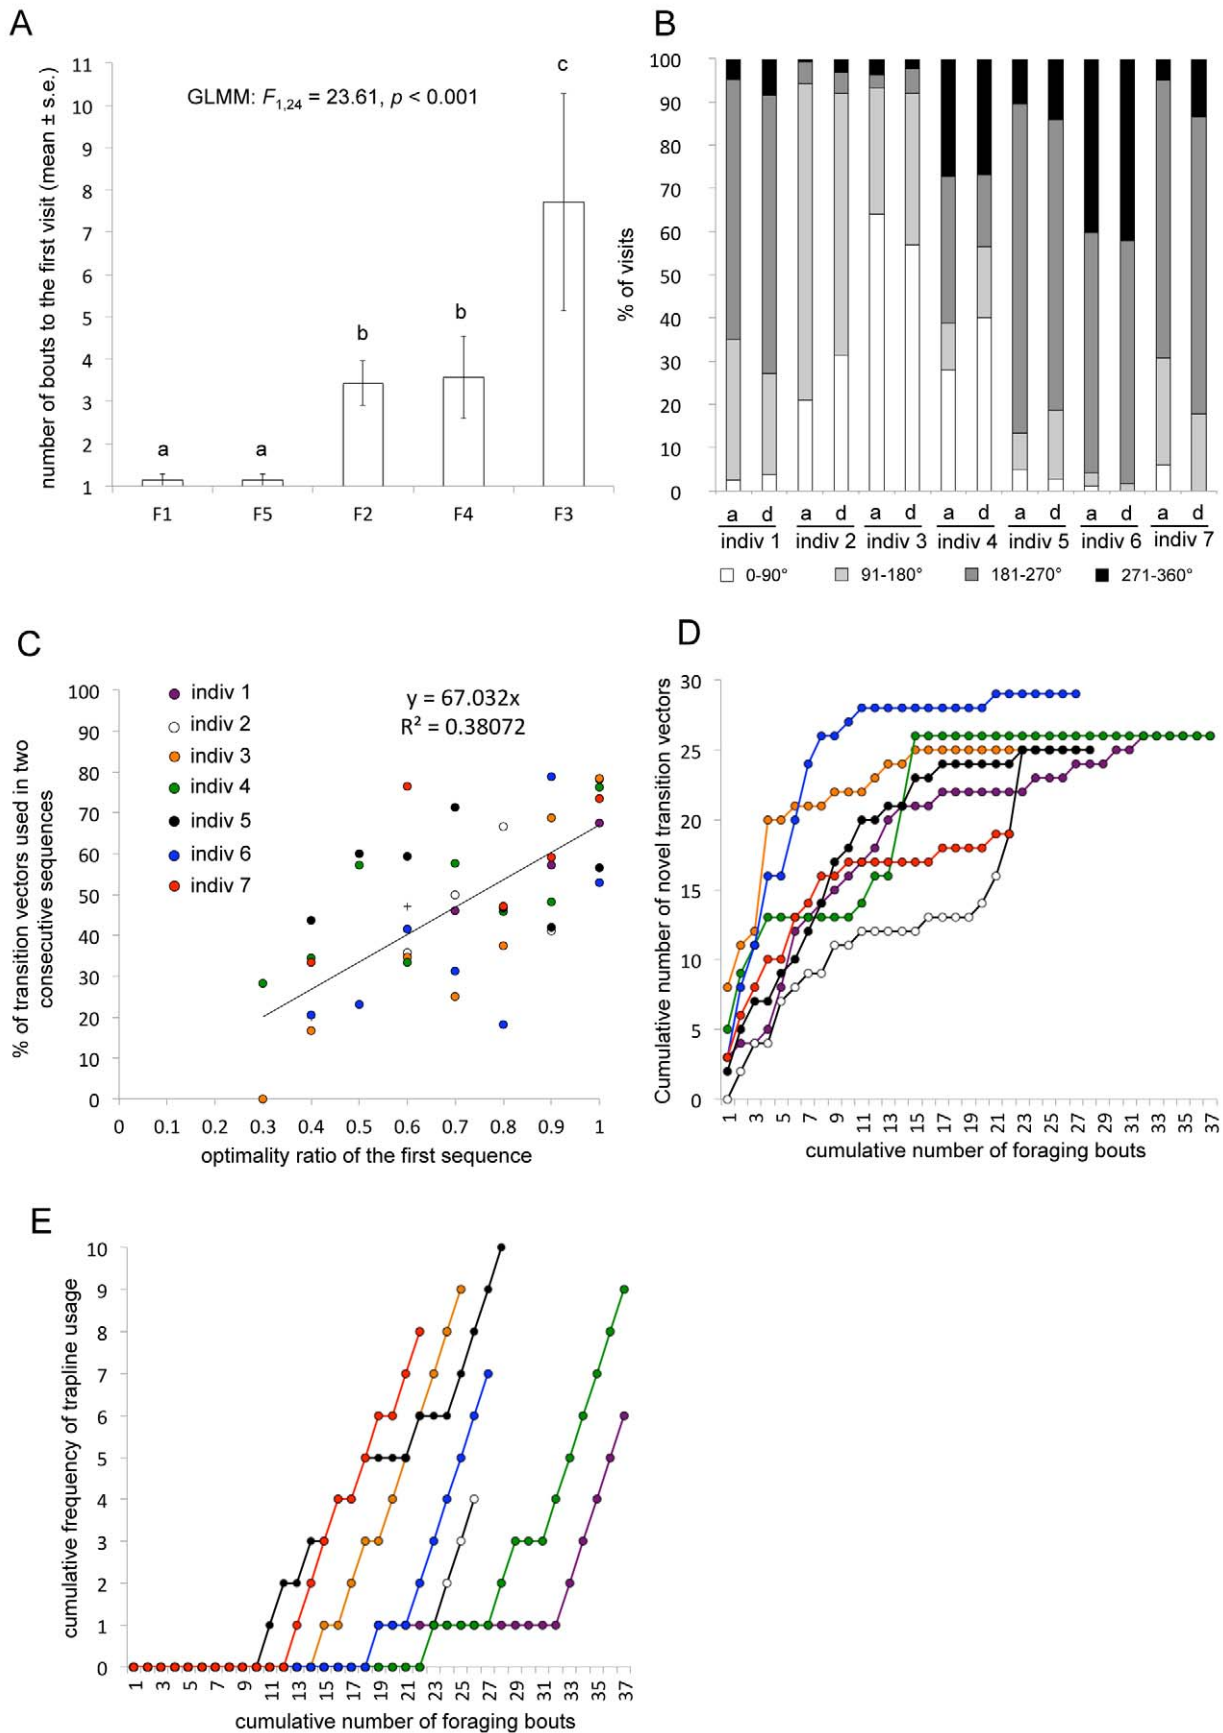 A
number of bouts to the first visit (mean ± s.e.)
11
10
9
8
7
6
5
4
3
2
1
GLMM: F1,24 = 23.61, p < 0.001
a
a
b
b
c
F1
F5
F2
F4
F3
B
% of visits
100
90
80
70
60
50
40
30
20
10
0
a d a d a d a d a d a d a d
indiv 1 indiv 2 indiv 3 indiv 4 indiv 5 indiv 6 indiv 7
0-90° 91-180° 181-270° 271-360°
C
% of transition vectors used in two
consecutive sequences
100
90
80
70
60
50
40
30
20
10
0
indiv 1
indiv 2
indiv 3
indiv 4
indiv 5
indiv 6
indiv 7
y = 67.032x
R² = 0.38072
0 0.1 0.2 0.3 0.4 0.5 0.6 0.7 0.8 0.9 1
optimality ratio of the first sequence
D
Cumulative number of novel transition vectors
30
25
20
15
10
5
0
1 3 5 7 9 11 13 15 17 19 21 23 25 27 29 31 33 35 37
cumulative number of foraging bouts
E
cumulative frequency of trapline usage
10
9
8
7
6
5
4
3
2
1
0
1 3 5 7 9 11 13 15 17 19 21 23 25 27 29 31 33 35 37
cumulative number of foraging bouts